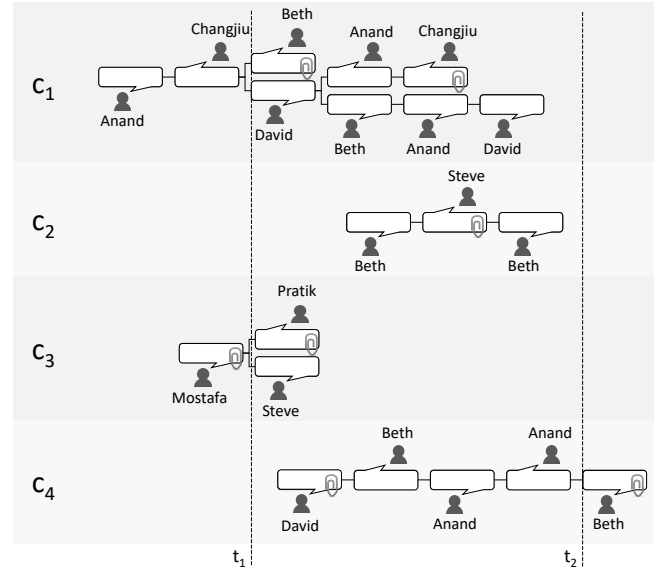 Beth
Changjiu
Anand
Changjiu
C1
Anand
David
Beth
Anand
David
Steve
C2
Beth
Beth
Pratik
C3
Mostafa
Steve
Beth
Anand
C4
David
Anand
Beth
t1
t2